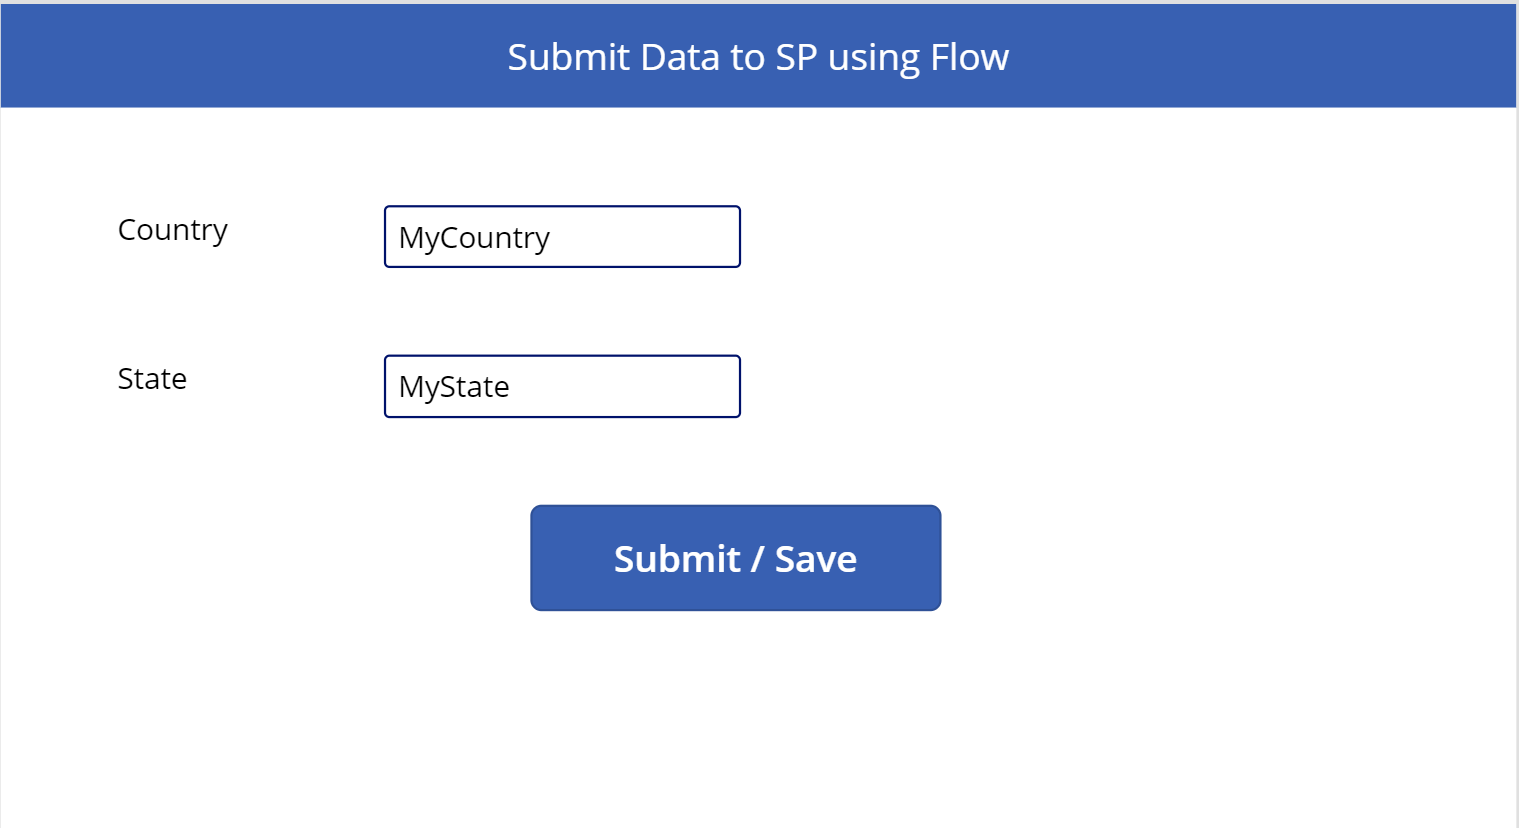 Submit Data to SP using Flow
Country
MyCountry
State
MyState
Submit / Save